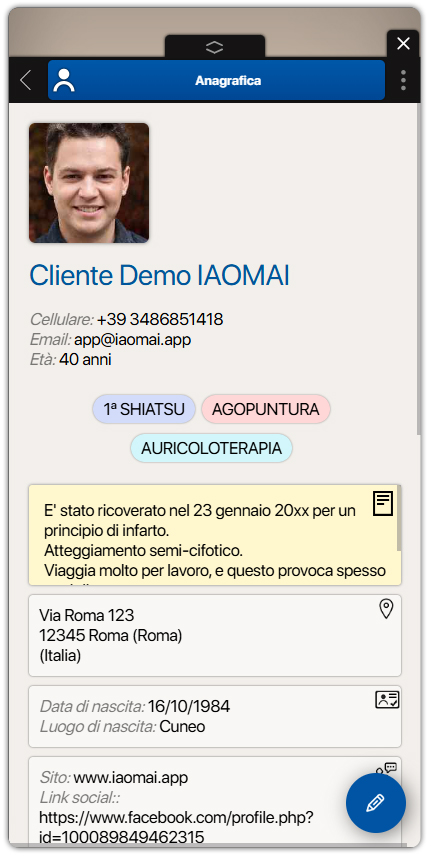 Anagrafica
Cliente Demo IAOMAI
Cellulare: +39 3486851418
Email: app@iaomai.app
Età: 40 anni
1ª SHIATSU
AGOPUNTURA
AURICOLOTERAPIA
E' stato ricoverato nel 23 gennaio 20xx per un
principio di infarto.
Atteggiamento semi-cifotico.
Viaggia molto per lavoro, e questo provoca spesso
Via Roma 123
12345 Roma (Roma)
(Italia)
Data di nascita: 16/10/1984
Luogo di nascita: Cuneo
Sito: www.iaomai.app
Link social::
https://www.facebook.com/profile.php?
id=100089849462315